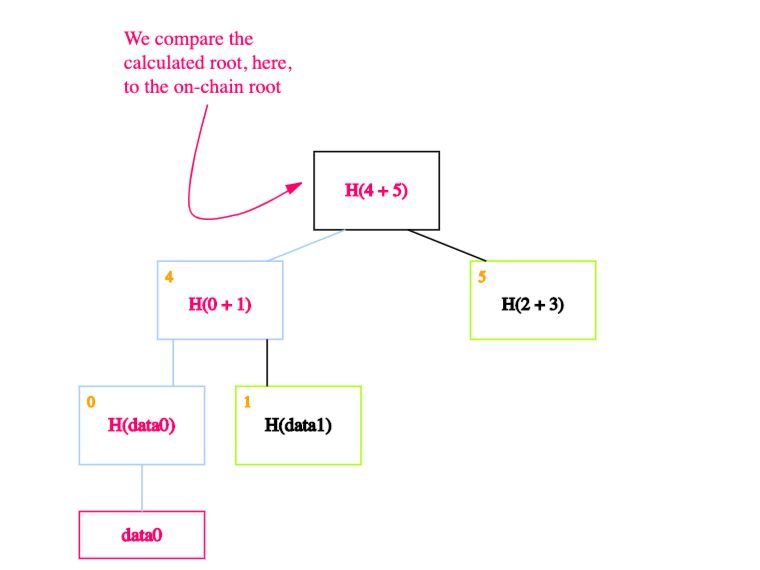 We compare the
calculated root, here,
to the on-chain root
H(4 + 5)
4
H(0 + 1)
5
H(2 + 3)
0
H(data0)
1
H(data1)
data0